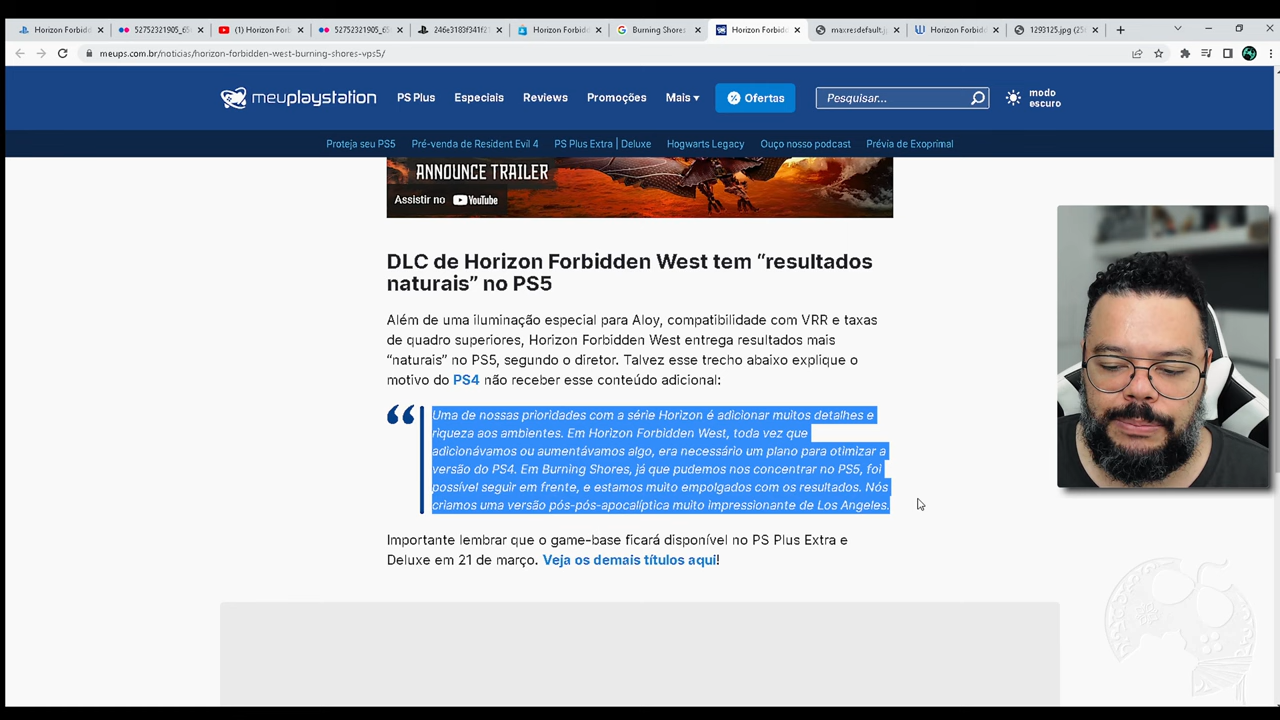 Horizon Forbidd
52752321905_65
(1) Horizon For
52752321905_65
246e3183f341f2
Horizon Forbidd
Burning Shores
Horizon Forbidd
maxresdefault.jp
Horizon Forbidd
1293125.jpg (25
meups.com.br/noticias/horizon-forbidden-west-burning-shores-vps5/
meuplaystation
PS Plus
Especiais
Reviews
Promoções
Mais
Ofertas
Pesquisar...
modo
escuro
Proteja seu PS5
Pré-venda de Resident Evil 4
PS Plus Extra | Deluxe
Hogwarts Legacy
Ouço nosso podcast
Prévia de Exoprimal
ANNOUNCE TRAILER
Assistir no YouTube
DLC de Horizon Forbidden West tem “resultados
naturais” no PS5
Além de uma iluminação especial para Aloy, compatibilidade com VRR e taxas
de quadro superiores, Horizon Forbidden West entrega resultados mais
“naturais” no PS5, segundo o diretor. Talvez esse trecho abaixo explique o
motivo do PS4 não receber esse conteúdo adicional:
Uma de nossas prioridades com a série Horizon é adicionar muitos detalhes e
riqueza aos ambientes. Em Horizon Forbidden West, toda vez que
adicionávamos ou aumentávamos algo, era necessário um plano para otimizar a
versão do PS4. Em Burning Shores, já que pudemos nos concentrar no PS5, foi
possível seguir em frente, e estamos muito empolgados com os resultados. Nós
criamos uma versão pós-pós-apocalíptica muito impressionante de Los Angeles.
Importante lembrar que o game-base ficará disponível no PS Plus Extra e
Deluxe em 21 de março. Veja os demais títulos aqui!